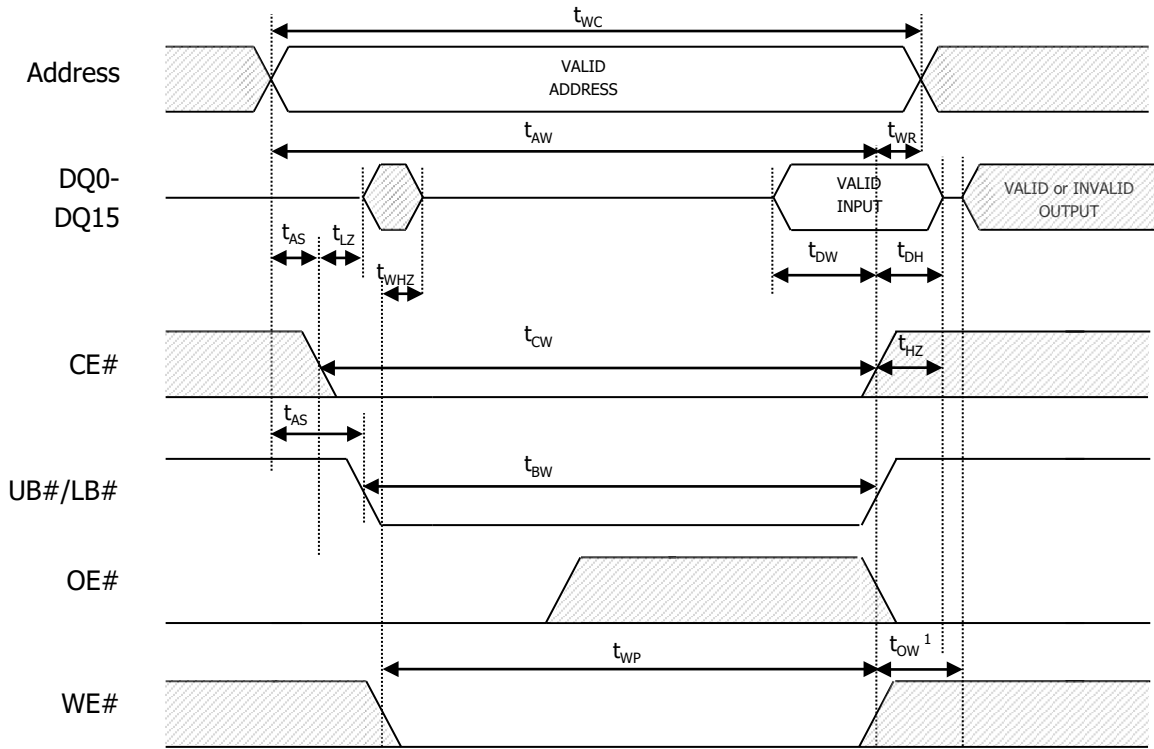 tWC
Address
VALID
ADDRESS
tAW
tWR
DQ0-
DQ15
VALID
INPUT
VALID or INVALID
OUTPUT
tAS
tLZ
tWHZ
tDW
tDH
CE#
tCW
tHZ
tAS
UB#/LB#
tBW
OE#
tWP
tOW 1
WE#